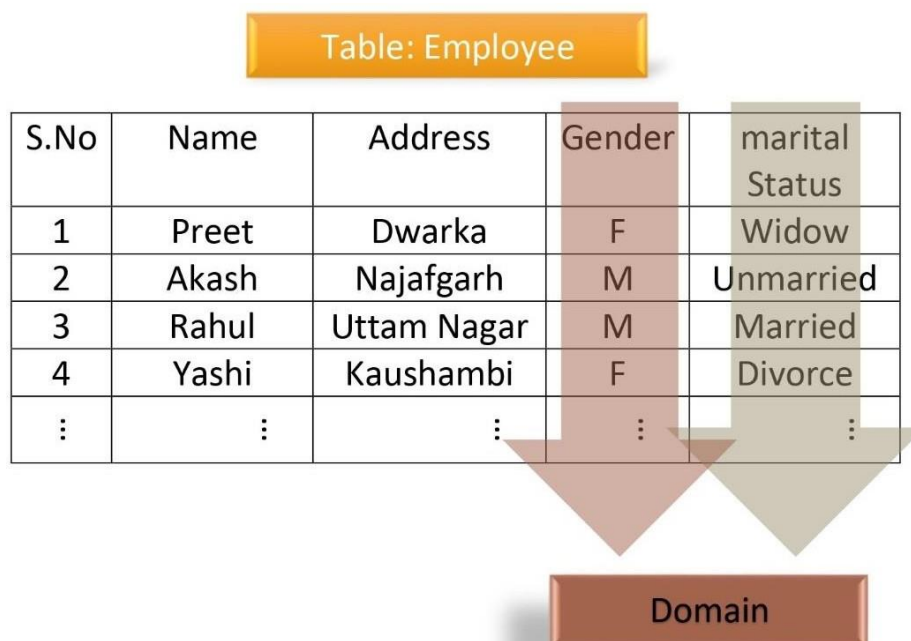 Table: Employee
S.No Name Address Gender marital
Status
1 Preet Dwarka F Widow
2 Akash Najafgarh M Unmarried
3 Rahul Uttam Nagar M Married
4 Yashi Kaushambi F Divorce
⋮ ⋮ ⋮ ⋮ ⋮
Domain